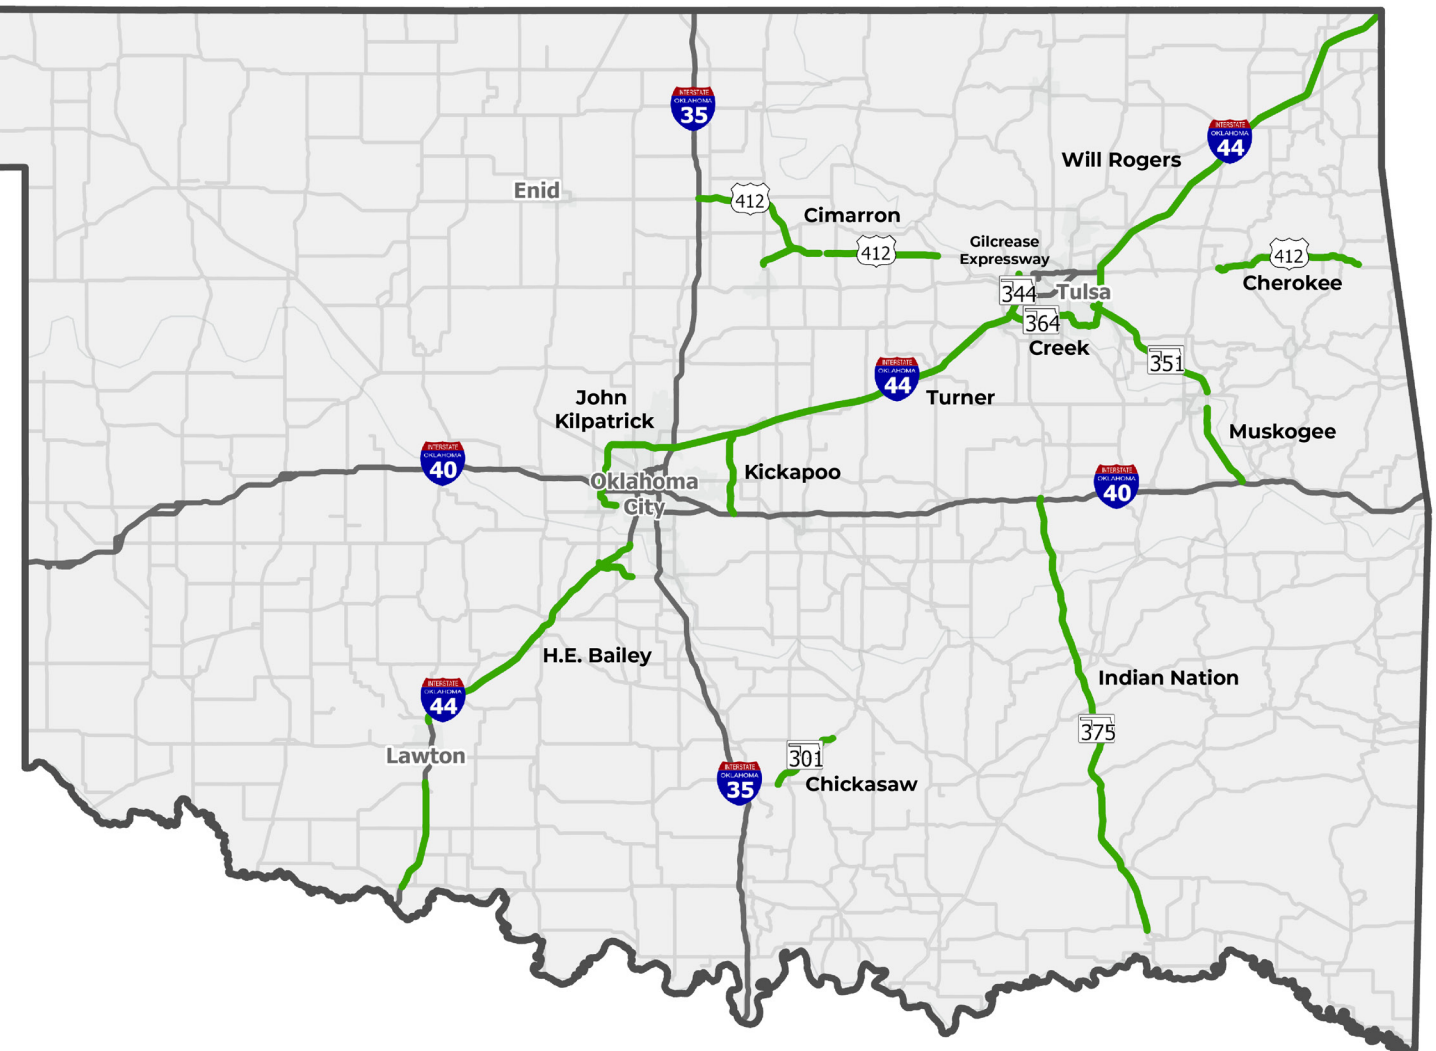 INTERSTATE
OKLAHOMA
35
INTERSTATE
OKLAHOMA
44
Will Rogers
Enid
412
Cimarron
Gilcrease
Expressway
412
412
Cherokee
344
Tulsa
364
Creek
351
INTERSTATE
OKLAHOMA
44
Turner
John
Kilpatrick
Muskogee
INTERSTATE
OKLAHOMA
40
Kickapoo
Oklahoma
City
INTERSTATE
OKLAHOMA
40
H.E. Bailey
Indian Nation
INTERSTATE
OKLAHOMA
44
375
Lawton
301
INTERSTATE
OKLAHOMA
35
Chickasaw